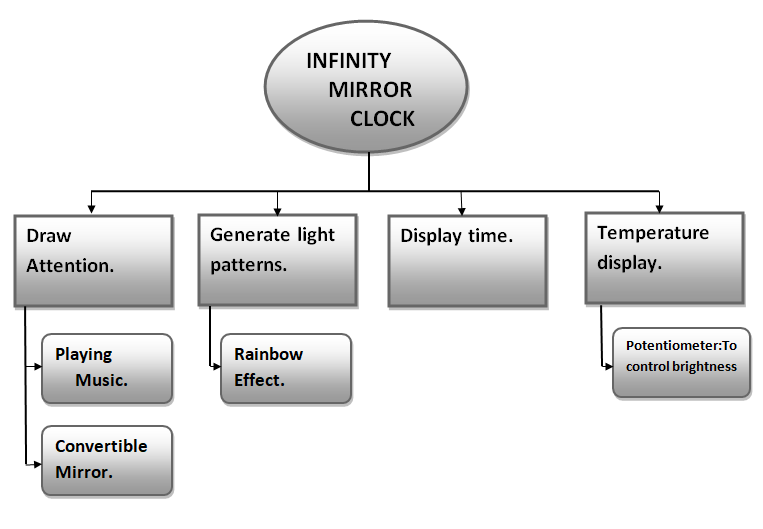 INFINITY
MIRROR
CLOCK
Draw
Attention.
Generate light
patterns.
Display time.
Temperature
display.
Playing
Music.
Rainbow
Effect.
Potentiometer:To
control brightness
Convertible
Mirror.